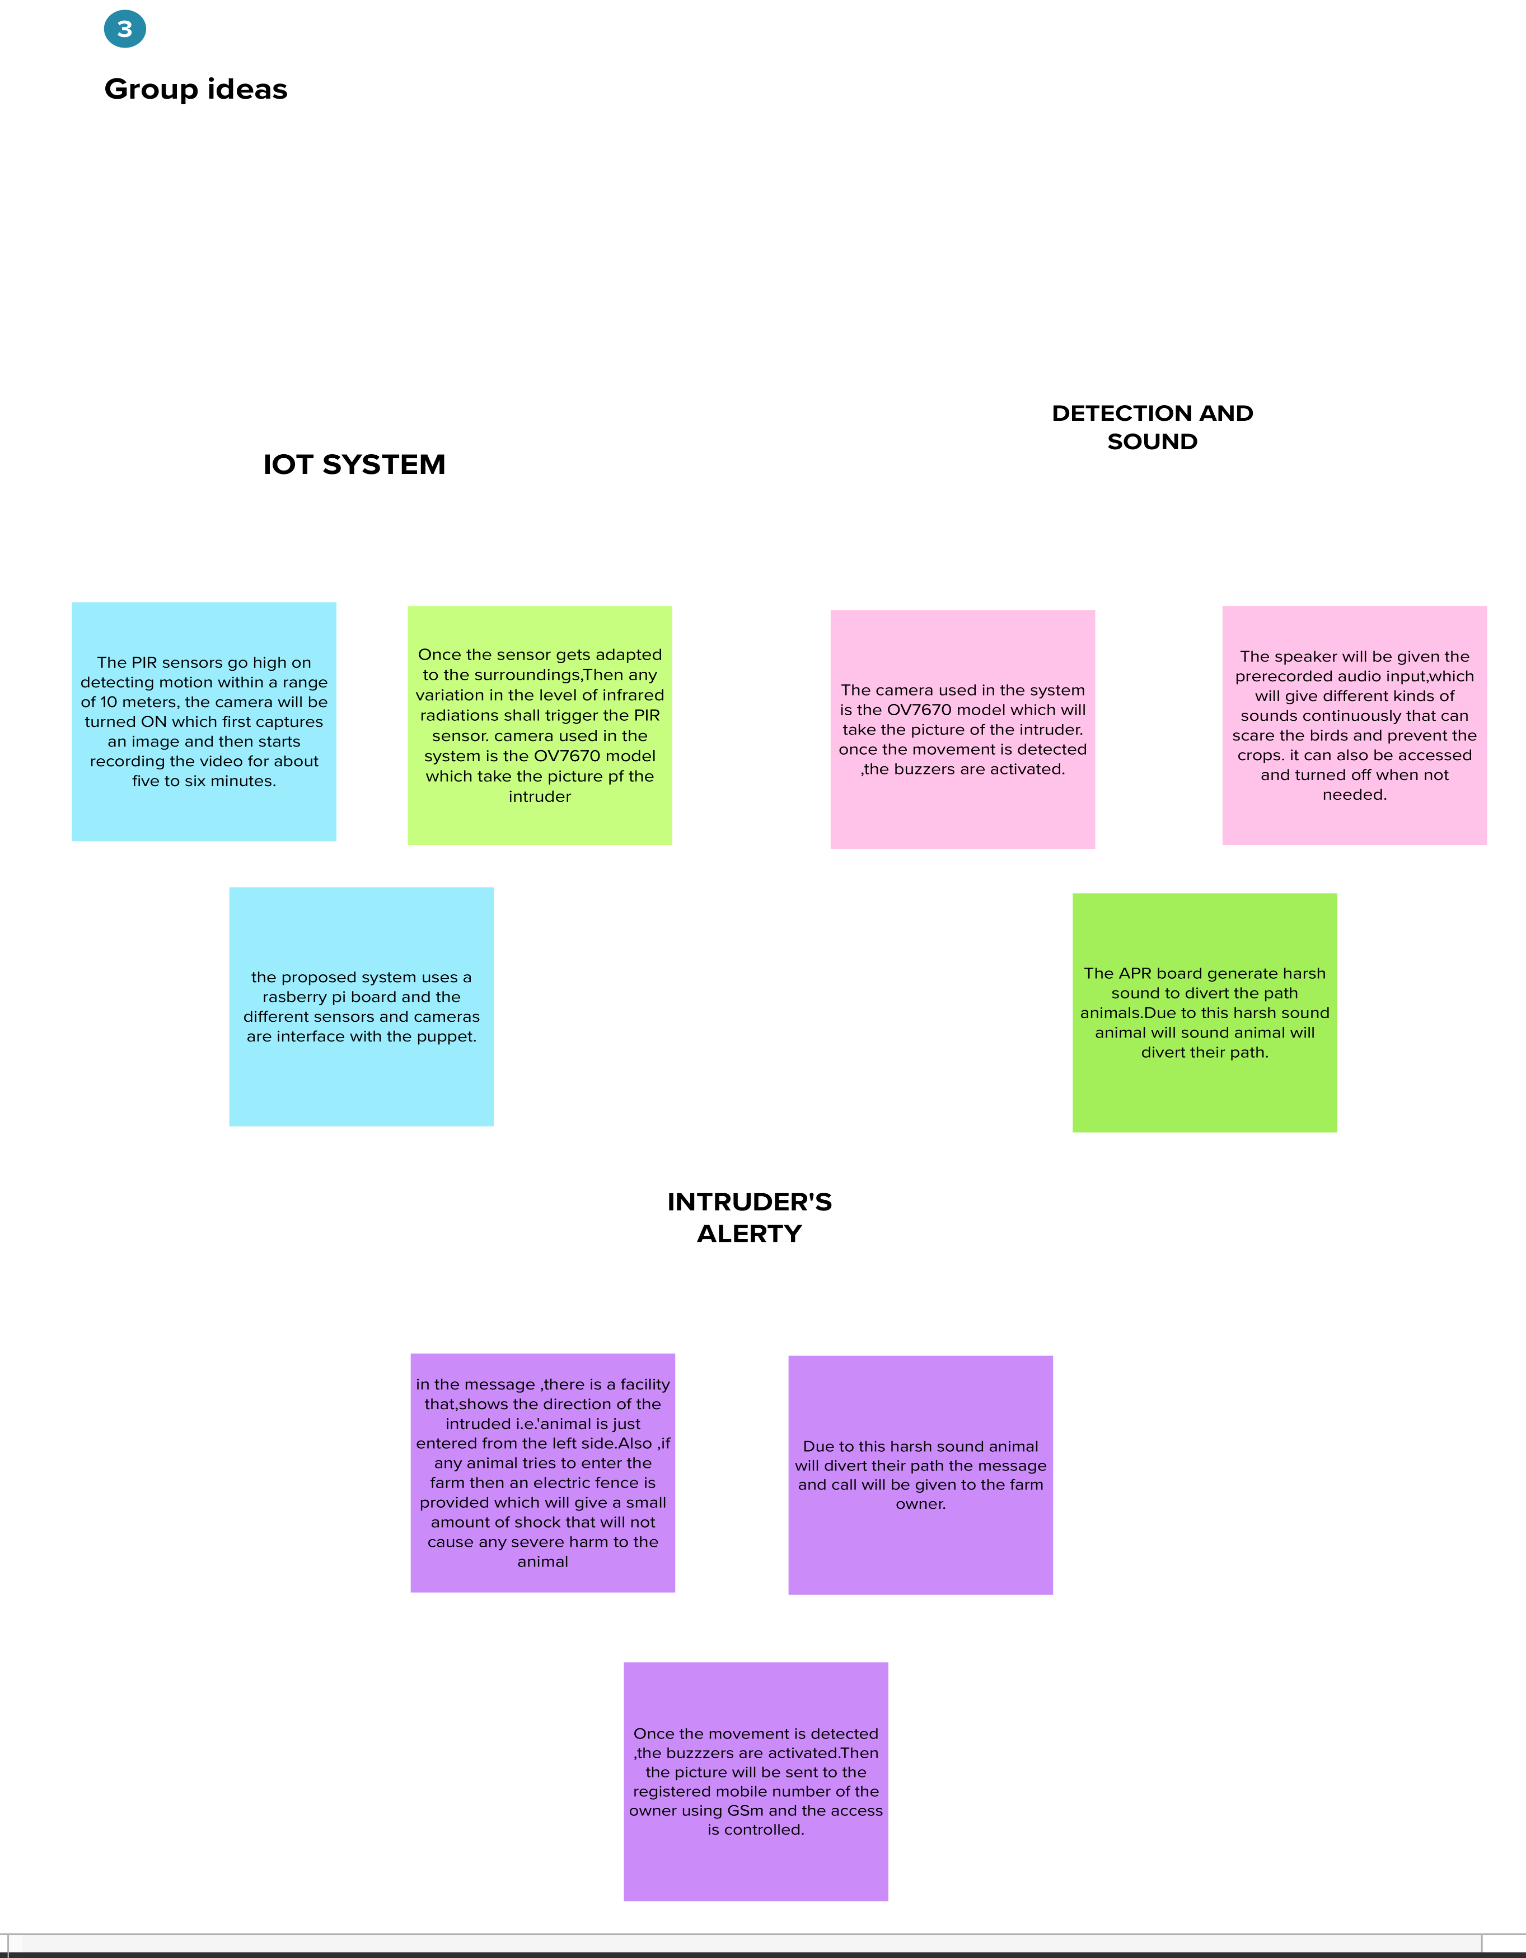 3
Group ideas
IOT SYSTEM
DETECTION AND
SOUND
The PIR sensors go high on
detecting motion within a range
of 10 meters, the camera will be
turned ON which first captures
an image and then starts
recording the video for about
five to six minutes.
Once the sensor gets adapted
to the surroundings,Then any
variation in the level of infrared
radiations shall trigger the PIR
sensor. camera used in the
system is the OV7670 model
which take the picture pf the
intruder
The camera used in the system
is the OV7670 model which will
take the picture of the intruder.
once the movement is detected
,the buzzers are activated.
The speaker will be given the
prerecorded audio input,which
will give different kinds of
sounds continuously that can
scare the birds and prevent the
crops. it can also be accessed
and turned off when not
needed.
the proposed system uses a
rasberry pi board and the
different sensors and cameras
are interface with the puppet.
The APR board generate harsh
sound to divert the path
animals.Due to this harsh sound
animal will sound animal will
divert their path.
INTRUDER'S
ALERTY
in the message ,there is a facility
that,shows the direction of the
intruded i.e.'animal is just
entered from the left side.Also ,if
any animal tries to enter the
farm then an electric fence is
provided which will give a small
amount of shock that will not
cause any severe harm to the
animal
Due to this harsh sound animal
will divert their path the message
and call will be given to the farm
owner.
Once the movement is detected
,the buzzzers are activated.Then
the picture will be sent to the
registered mobile number of the
owner using GSm and the access
is controlled.